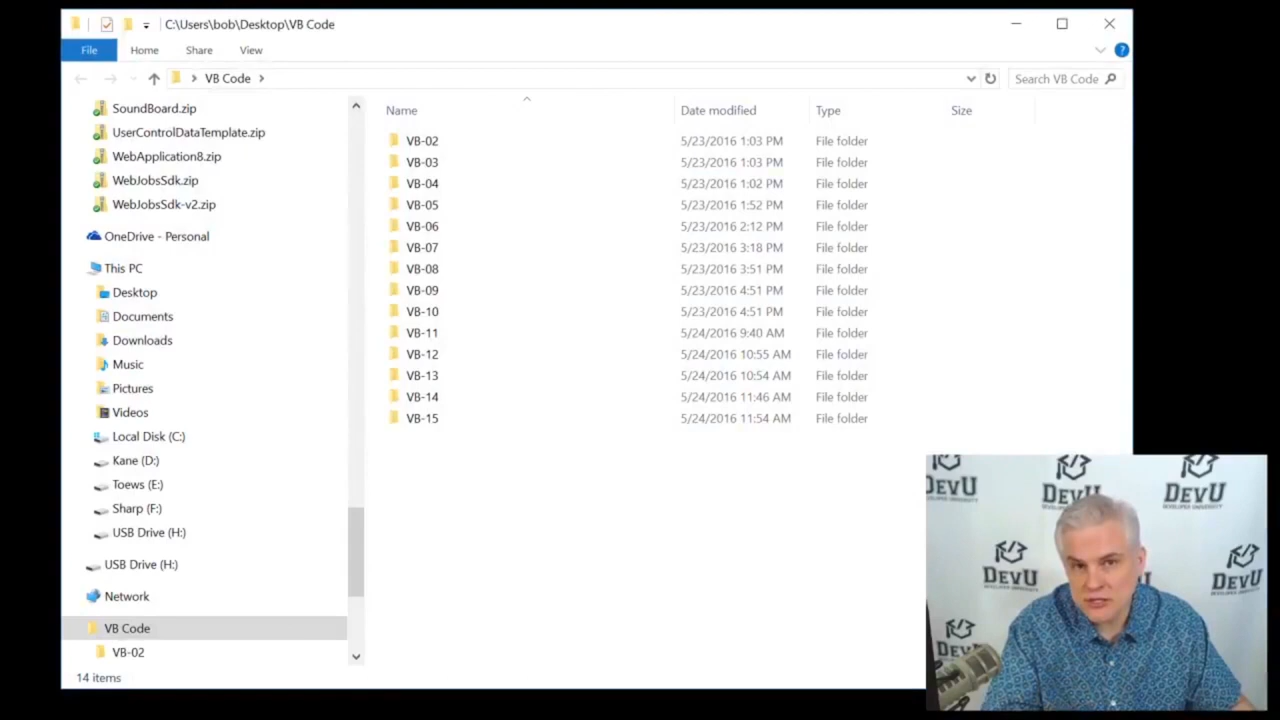 C:\Users\bob\Desktop\VB Code
File Home Share View
VB Code
Search VB Code
SoundBoard.zip
UserControlDataTemplate.zip
WebApplication8.zip
WebJobsSdk.zip
WebJobsSdk-v2.zip
OneDrive - Personal
This PC
Desktop
Documents
Downloads
Music
Pictures
Videos
Local Disk (C:)
Kane (D:)
Toews (E:)
Sharp (F:)
USB Drive (H:)
USB Drive (H:)
Network
VB Code
VB-02
14 items
Name Date modified Type Size
VB-02 5/23/2016 1:03 PM File folder
VB-03 5/23/2016 1:03 PM File folder
VB-04 5/23/2016 1:02 PM File folder
VB-05 5/23/2016 1:52 PM File folder
VB-06 5/23/2016 2:12 PM File folder
VB-07 5/23/2016 3:18 PM File folder
VB-08 5/23/2016 3:51 PM File folder
VB-09 5/23/2016 4:51 PM File folder
VB-10 5/23/2016 4:51 PM File folder
VB-11 5/24/2016 9:40 AM File folder
VB-12 5/24/2016 10:55 AM File folder
VB-13 5/24/2016 10:54 AM File folder
VB-14 5/24/2016 11:46 AM File folder
VB-15 5/24/2016 11:54 AM File folder
DEVU
DEVELOPER UNIVERSITY
DEVU
DEVELOPER UNIVERSITY
DEVU
DEVELOPER UNIVERSITY
DEVU
DEVELOPER UNIVERSITY